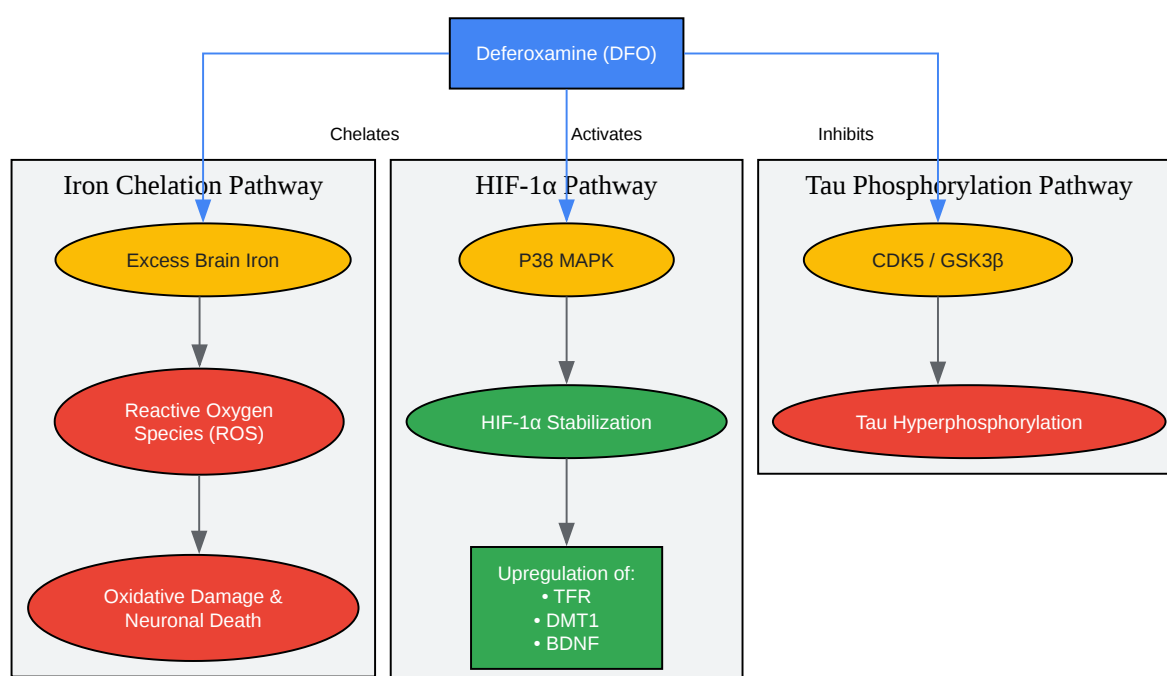 Deferoxamine (DFO)
Chelates
Activates
Inhibits
Iron Chelation Pathway
HIF-1α Pathway
Tau Phosphorylation Pathway
Excess Brain Iron
P38 MAPK
CDK5 / GSK3β
Reactive Oxygen
Species (ROS)
HIF-1α Stabilization
Tau Hyperphosphorylation
Oxidative Damage &
Neuronal Death
Upregulation of:
• TFR
• DMT1
• BDNF